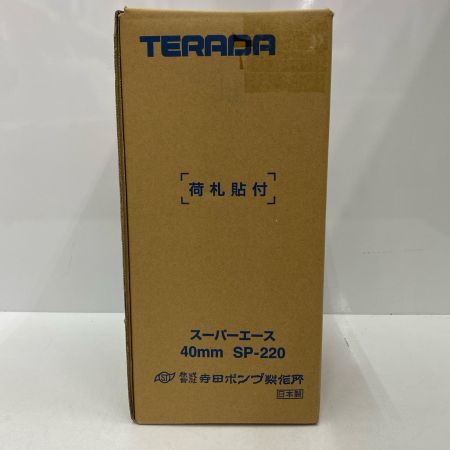 TERADA
荷札貼付
スーパーエース
40mm SP-220
株式会社 寺田ポンプ製作所
日本製